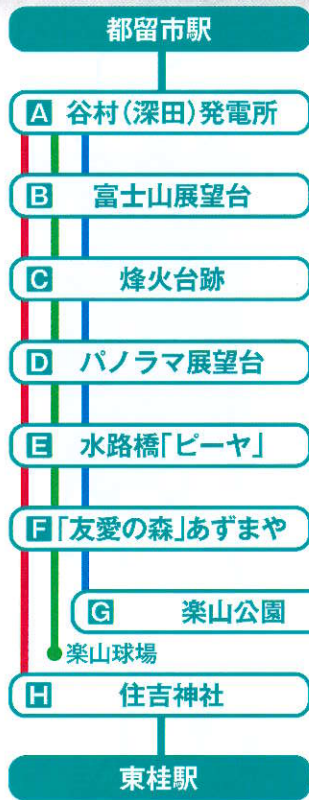 都留市駅
A 谷村(深田)発電所
B 富士山展望台
C 烽火台跡
D パノラマ展望台
E 水路橋「ピーヤ」
F 「友愛の森」あずまや
G 楽山公園
楽山球場
H 住吉神社
東桂駅